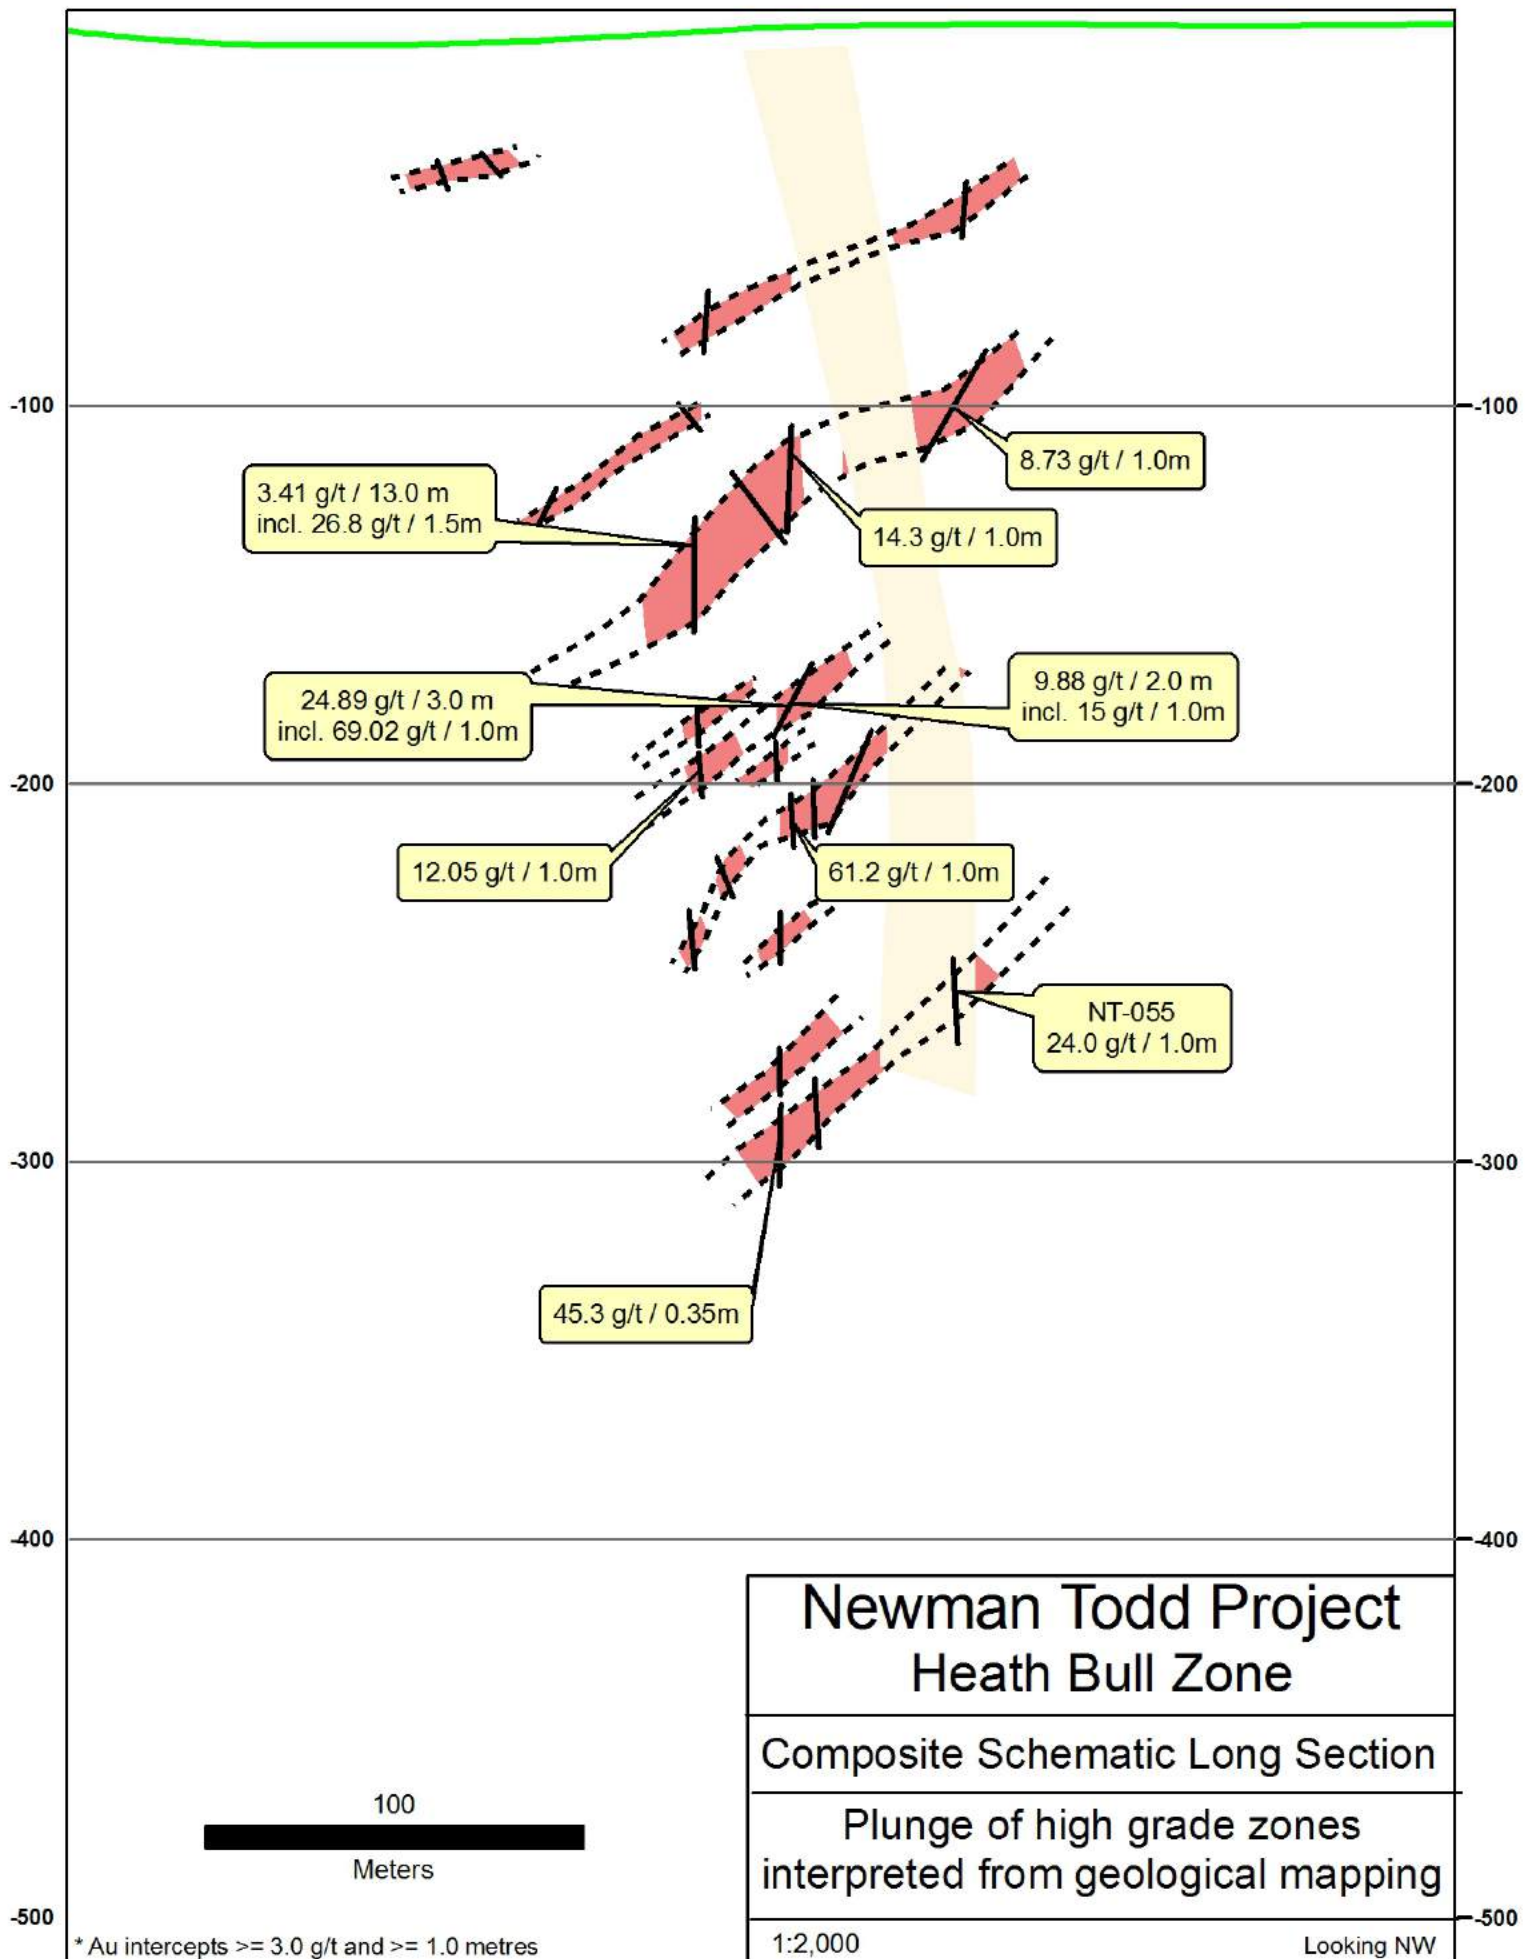 -100
-100
8.73 g/t / 1.0m
3.41 g/t / 13.0 m
incl. 26.8 g/t / 1.5m
14.3 g/t / 1.0m
24.89 g/t / 3.0 m
incl. 69.02 g/t / 1.0m
9.88 g/t / 2.0 m
incl. 15 g/t / 1.0m
-200
-200
12.05 g/t / 1.0m
61.2 g/t / 1.0m
NT-055
24.0 g/t / 1.0m
-300
-300
45.3 g/t / 0.35m
-400
-400
Newman Todd Project
Heath Bull Zone
Composite Schematic Long Section
Plunge of high grade zones
interpreted from geological mapping
100
Meters
-500
-500
* Au intercepts >= 3.0 g/t and >= 1.0 metres
1:2,000
Looking NW